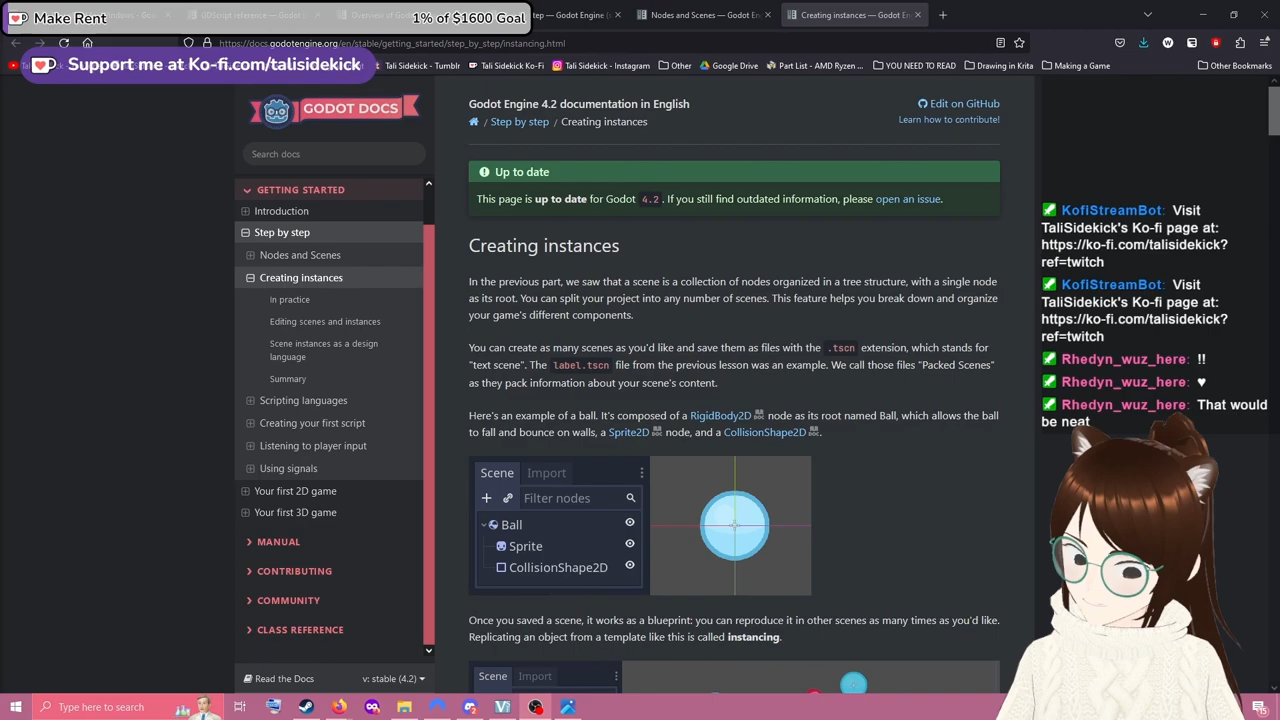 Make Rent
1% of $1600 Goal
GDScript reference — Godot
Nodes and Scenes — Godot Engine
Creating instances — Godot En
https://docs.godotengine.org/en/stable/getting_started/step_by_step/instancing.html
Support me at Ko-fi.com/talisidekick
Tali Sidekick - Tumblr
Tali Sidekick Ko-Fi
Tali Sidekick - Instagram
Other
Google Drive
Part List - AMD Ryzen
YOU NEED TO READ
Drawing in Krita
Making a Game
Other Bookmarks
GODOT DOCS
Search docs
GETTING STARTED
Introduction
Step by step
Nodes and Scenes
Creating instances
In practice
Editing scenes and instances
Scene instances as a design
language
Summary
Scripting languages
Creating your first script
Listening to player input
Using signals
Your first 2D game
Your first 3D game
MANUAL
CONTRIBUTING
COMMUNITY
CLASS REFERENCE
Read the Docs
v: stable (4.2)
Godot Engine 4.2 documentation in English
Edit on GitHub
/ Step by step / Creating instances
Learn how to contribute!
Up to date
This page is up to date for Godot 4.2. If you still find outdated information, please open an issue.
Creating instances
In the previous part, we saw that a scene is a collection of nodes organized in a tree structure, with a single node
as its root. You can split your project into any number of scenes. This feature helps you break down and organize
your game's different components.
You can create as many scenes as you'd like and save them as files with the .tscn extension, which stands for
"text scene". The label.tscn file from the previous lesson was an example. We call those files "Packed Scenes"
as they pack information about your scene's content.
Here's an example of a ball. It's composed of a RigidBody2D node as its root named Ball, which allows the ball
to fall and bounce on walls, a Sprite2D node, and a CollisionShape2D.
Scene
Import
Filter nodes
Ball
Sprite
CollisionShape2D
Once you saved a scene, it works as a blueprint: you can reproduce it in other scenes as many times as you'd like.
Replicating an object from a template like this is called instancing.
Scene
Import
KofiStreamBot: Visit
TaliSidekick's Ko-fi page at:
https://ko-fi.com/talisidekick?
ref=twitch
KofiStreamBot: Visit
TaliSidekick's Ko-fi page at:
https://ko-fi.com/talisidekick?
ref=twitch
Rhedyn_wuz_here: !!
Rhedyn_wuz_here: ♥
Rhedyn_wuz_here: That would
be neat
Type here to search
15